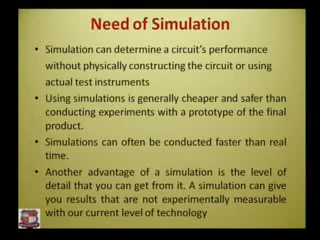 Need of Simulation
• Simulation can determine a circuit's performance
without physically constructing the circuit or using
actual test instruments
• Using simulations is generally cheaper and safer than
conducting experiments with a prototype of the final
product.
• Simulations can often be conducted faster than real
time.
• Another advantage of a simulation is the level of
detail that you can get from it. A simulation can give
you results that are not experimentally measurable
with our current level of technology